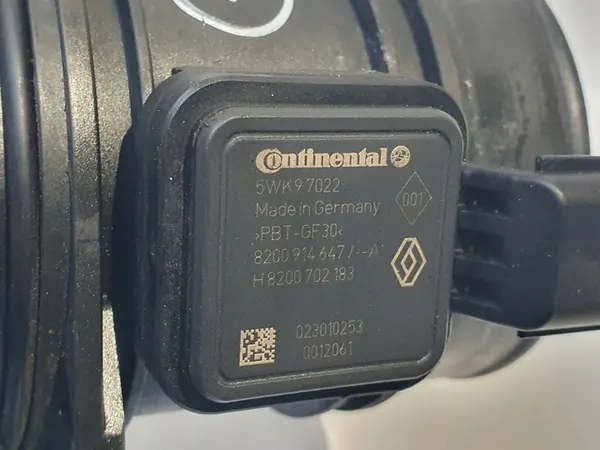 Continental
5WK9 7022
Made in Germany
001
>PBT-GF30<
8200 914 647 /--A
H 8200 702 183
023010253
0012061